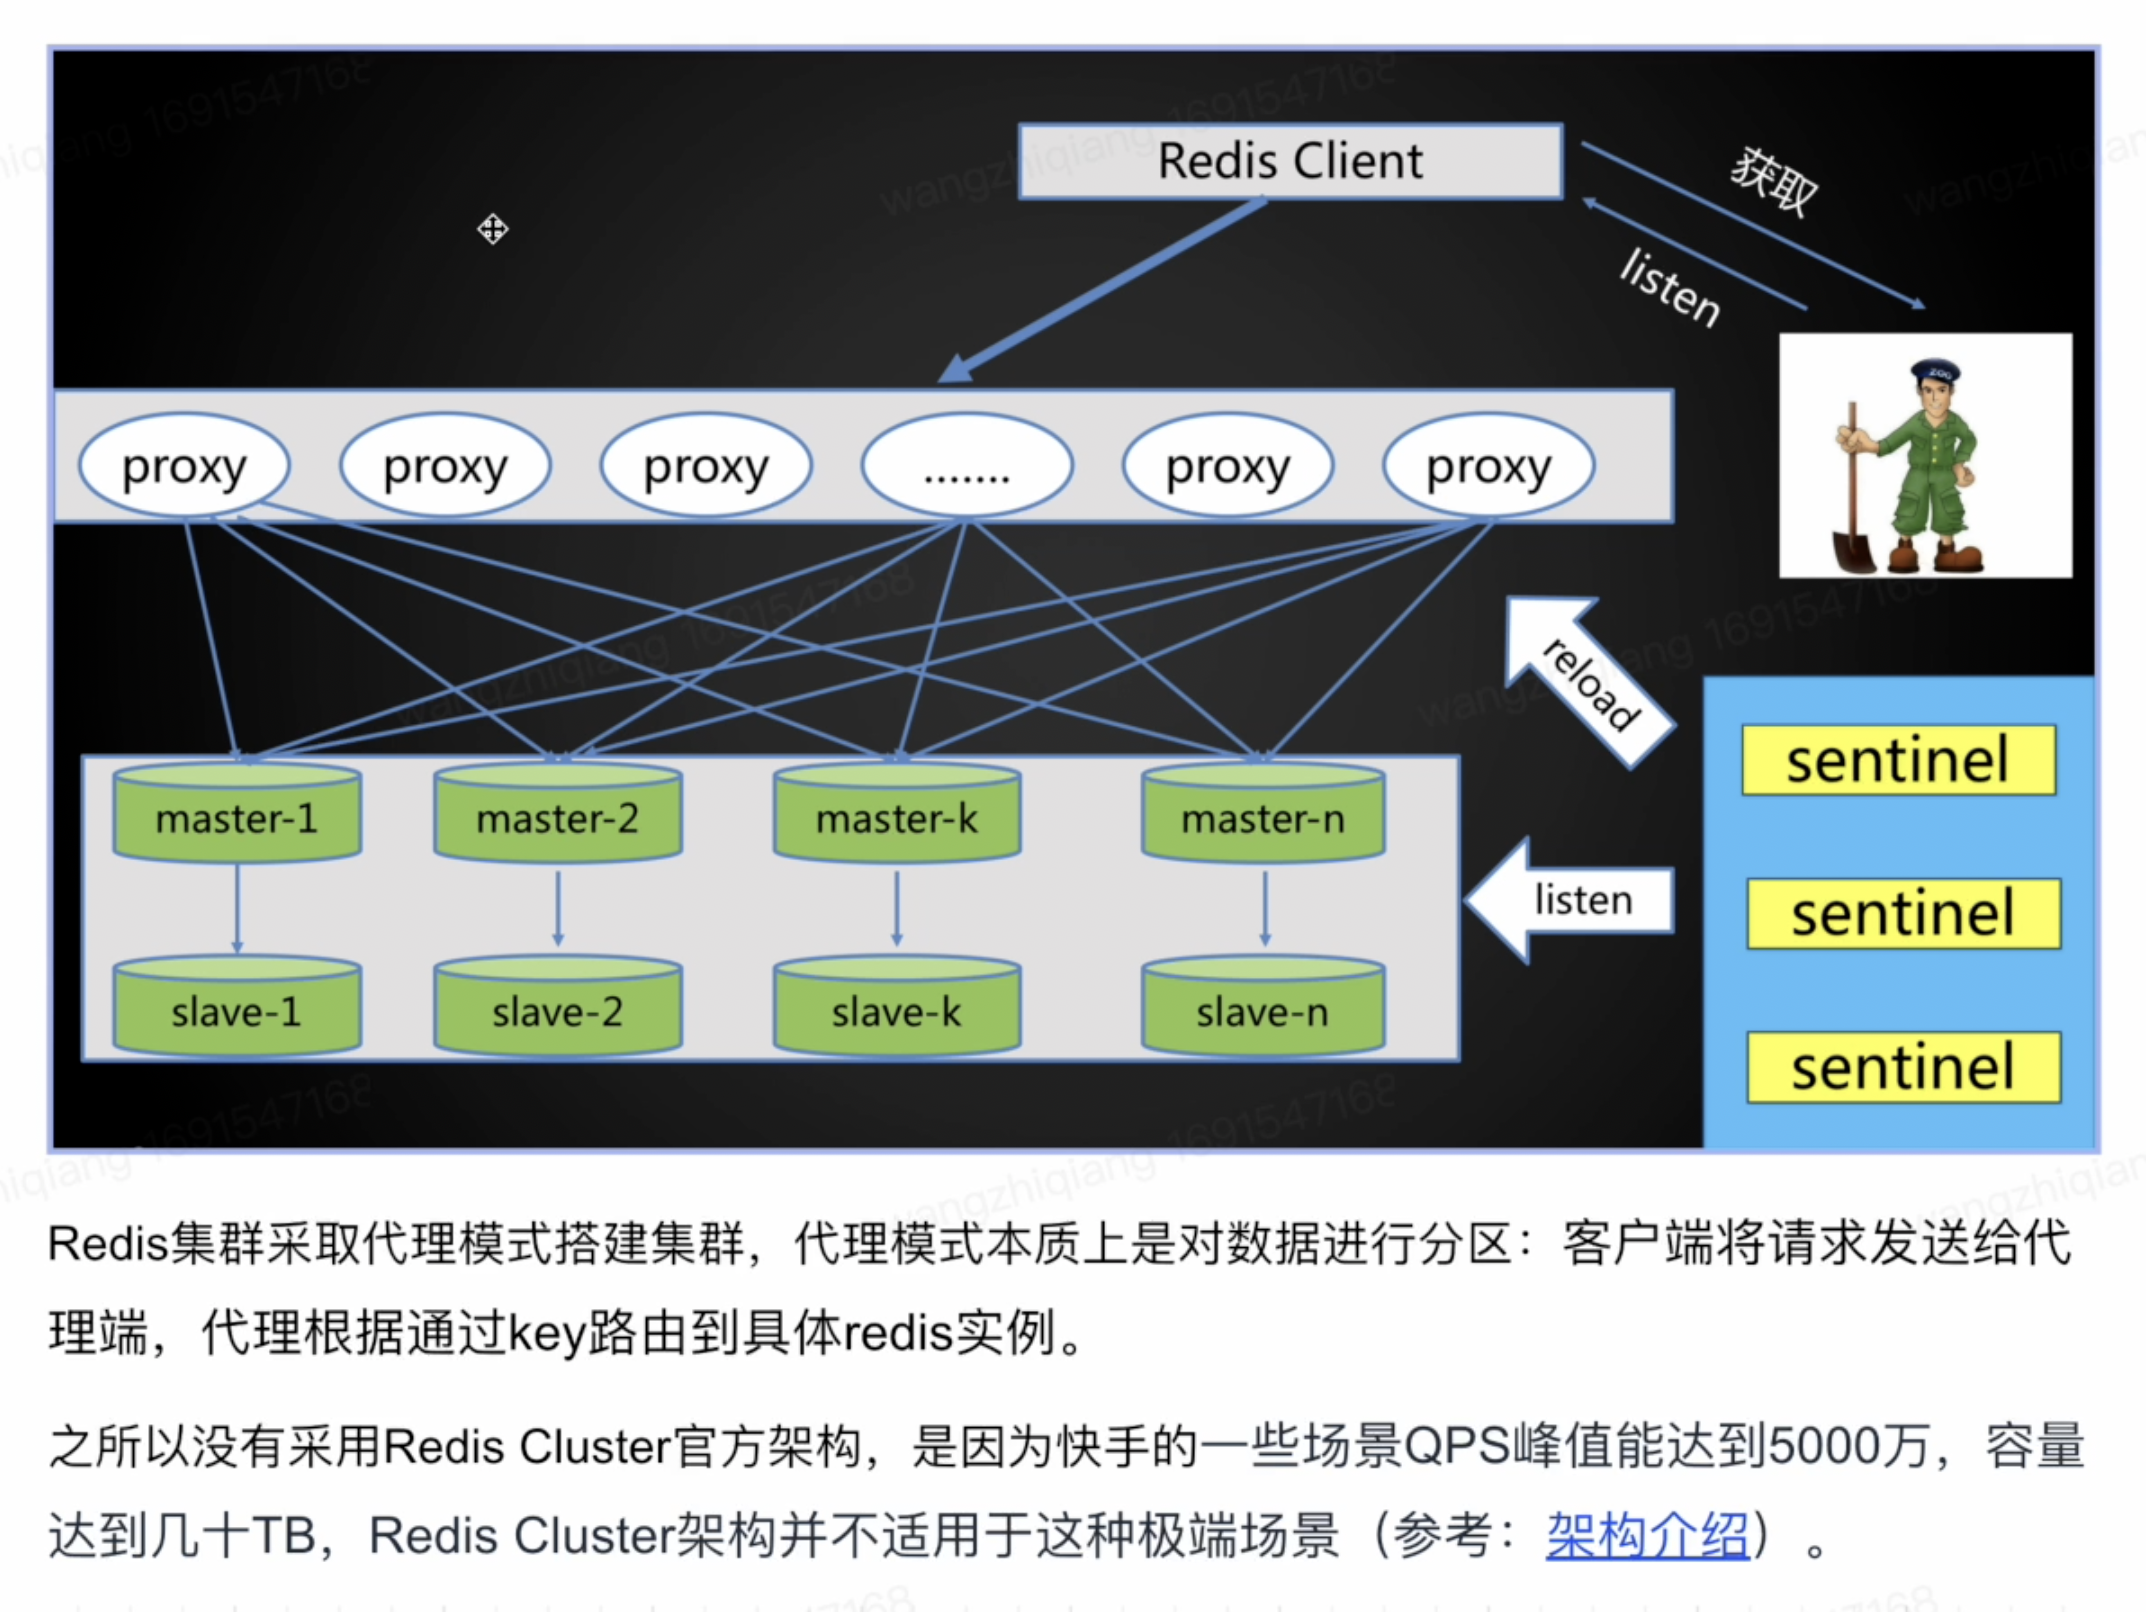 Redis Client
获取
listen
zoo
proxy proxy proxy ....... proxy proxy
reload
sentinel
master-1 master-2 master-k master-n
listen
sentinel
slave-1 slave-2 slave-k slave-n
sentinel
Redis集群采取代理模式搭建集群，代理模式本质上是对数据进行分区：客户端将请求发送给代
理端，代理根据通过key路由到具体redis实例。
之所以没有采用Redis Cluster官方架构，是因为快手的一些场景QPS峰值能达到5000万，容量
达到几十TB，Redis Cluster架构并不适用于这种极端场景（参考：架构介绍）。
wangzhiqiang 1691547168